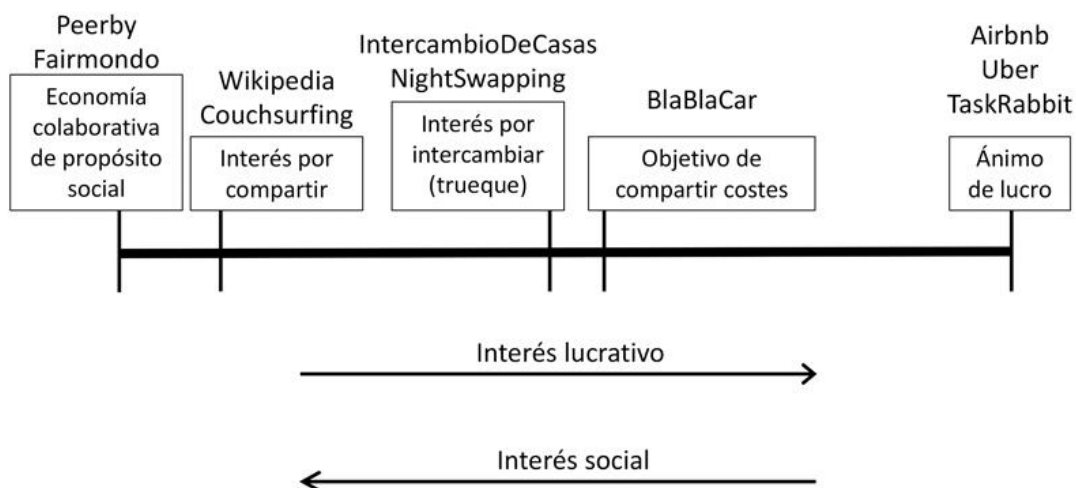 Peerby
Fairmondo
Economía
colaborativa
de propósito
social
Wikipedia
Couchsurfing
Interés por
compartir
IntercambioDeCasas
NightSwapping
Interés por
intercambiar
(trueque)
BlaBlaCar
Objetivo de
compartir costes
Airbnb
Uber
TaskRabbit
Ánimo
de lucro
Interés lucrativo
Interés social